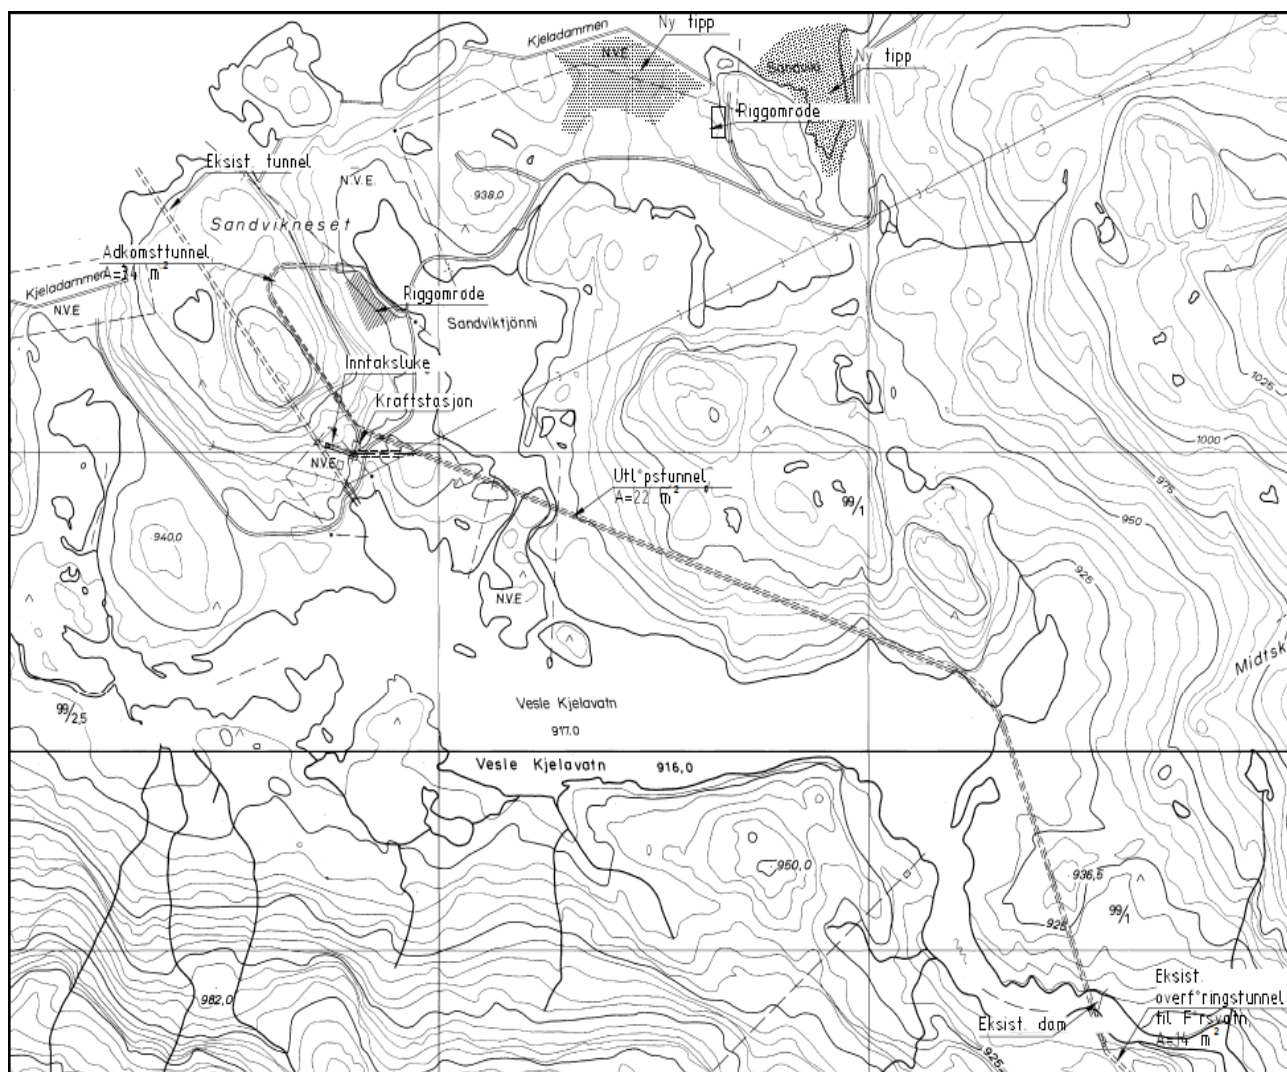 Ny tipp
Kjeladammen
N.V.E.
Sandvik
Ny tipp
Riggområde
Eksist. tunnel
N.V.E.
938,0
Sandvikneset
Adkomsttunnel,
A=34 m²
Kjeladammen
N.V.E
Riggområde
Sandviktjönni
Inntaksluke
Kraftstasjon
1025
1000
N.V.E.
Utl°pstunnel,
A=22 m²
99/1
975
950
940,0
925
N.V.E
Midtsk
99/2,5
Vesle Kjelavatn
917.0
Vesle Kjelavatn 916,0
950,0
936,5
99/1
925
982,0
Eksist.
overf°ringstunnel
til F°rsvatn,
A=14 m²
Eksist. dam
925